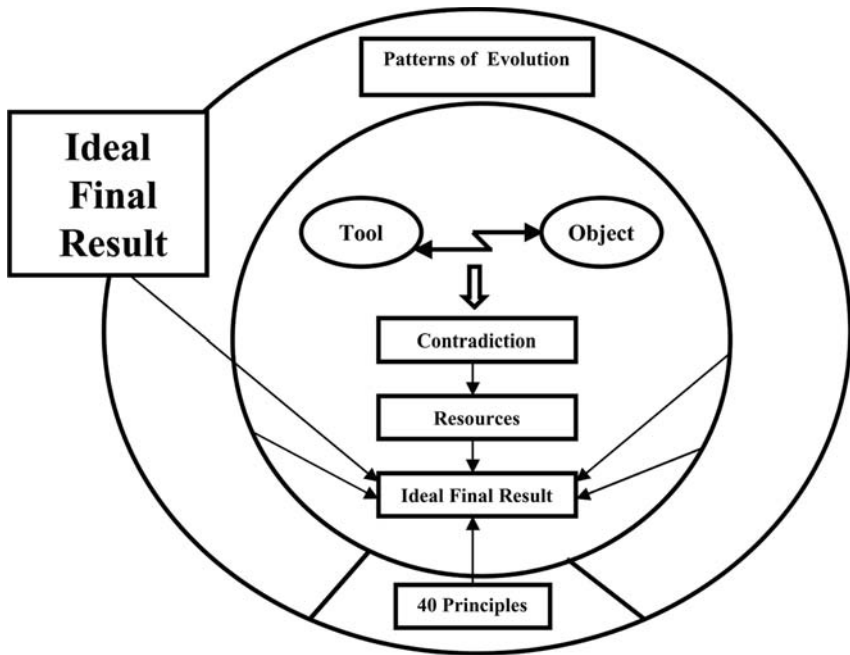 Patterns of Evolution
Ideal
Final
Result
Tool
Object
Contradiction
Resources
Ideal Final Result
40 Principles